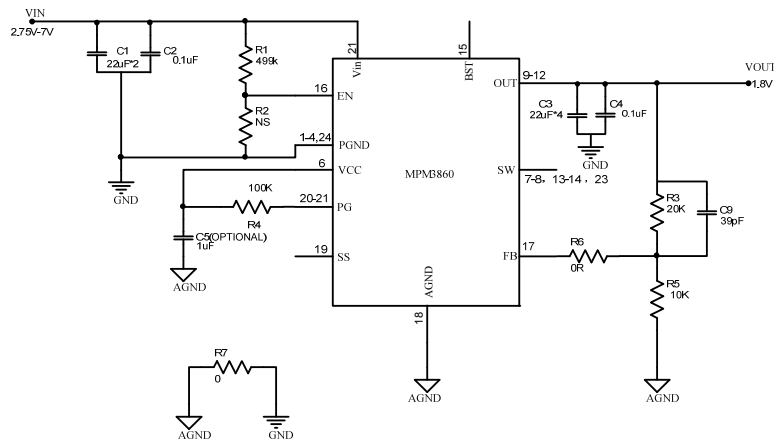 VIN
2.75V-7V
C1
22uF*2
C2
0.1uF
R1
499k
R2
NS
21
Vin
15
BST
16
EN
1-4,24
PGND
6
VCC
20-21
PG
19
SS
MPM3860
OUT
9-12
SW
7-8, 13-14 , 23
FB
17
AGND
18
GND
100K
R4
C5(OPTIONAL)
1uF
AGND
C3
22uF*4
C4
0.1uF
GND
VOUT
1.8V
R3
20K
C9
39pF
R6
0R
R5
10K
AGND
AGND
R7
0
AGND
GND